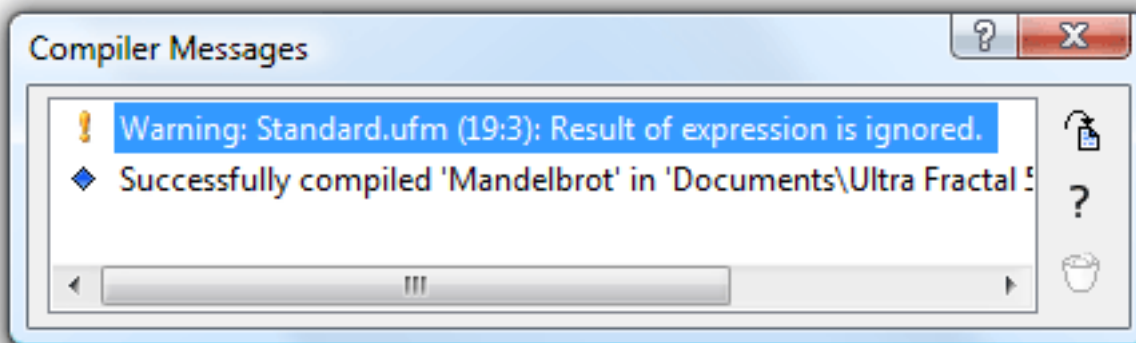 Compiler Messages
Warning: Standard.ufm (19:3): Result of expression is ignored.
Successfully compiled 'Mandelbrot' in 'Documents\Ultra Fractal